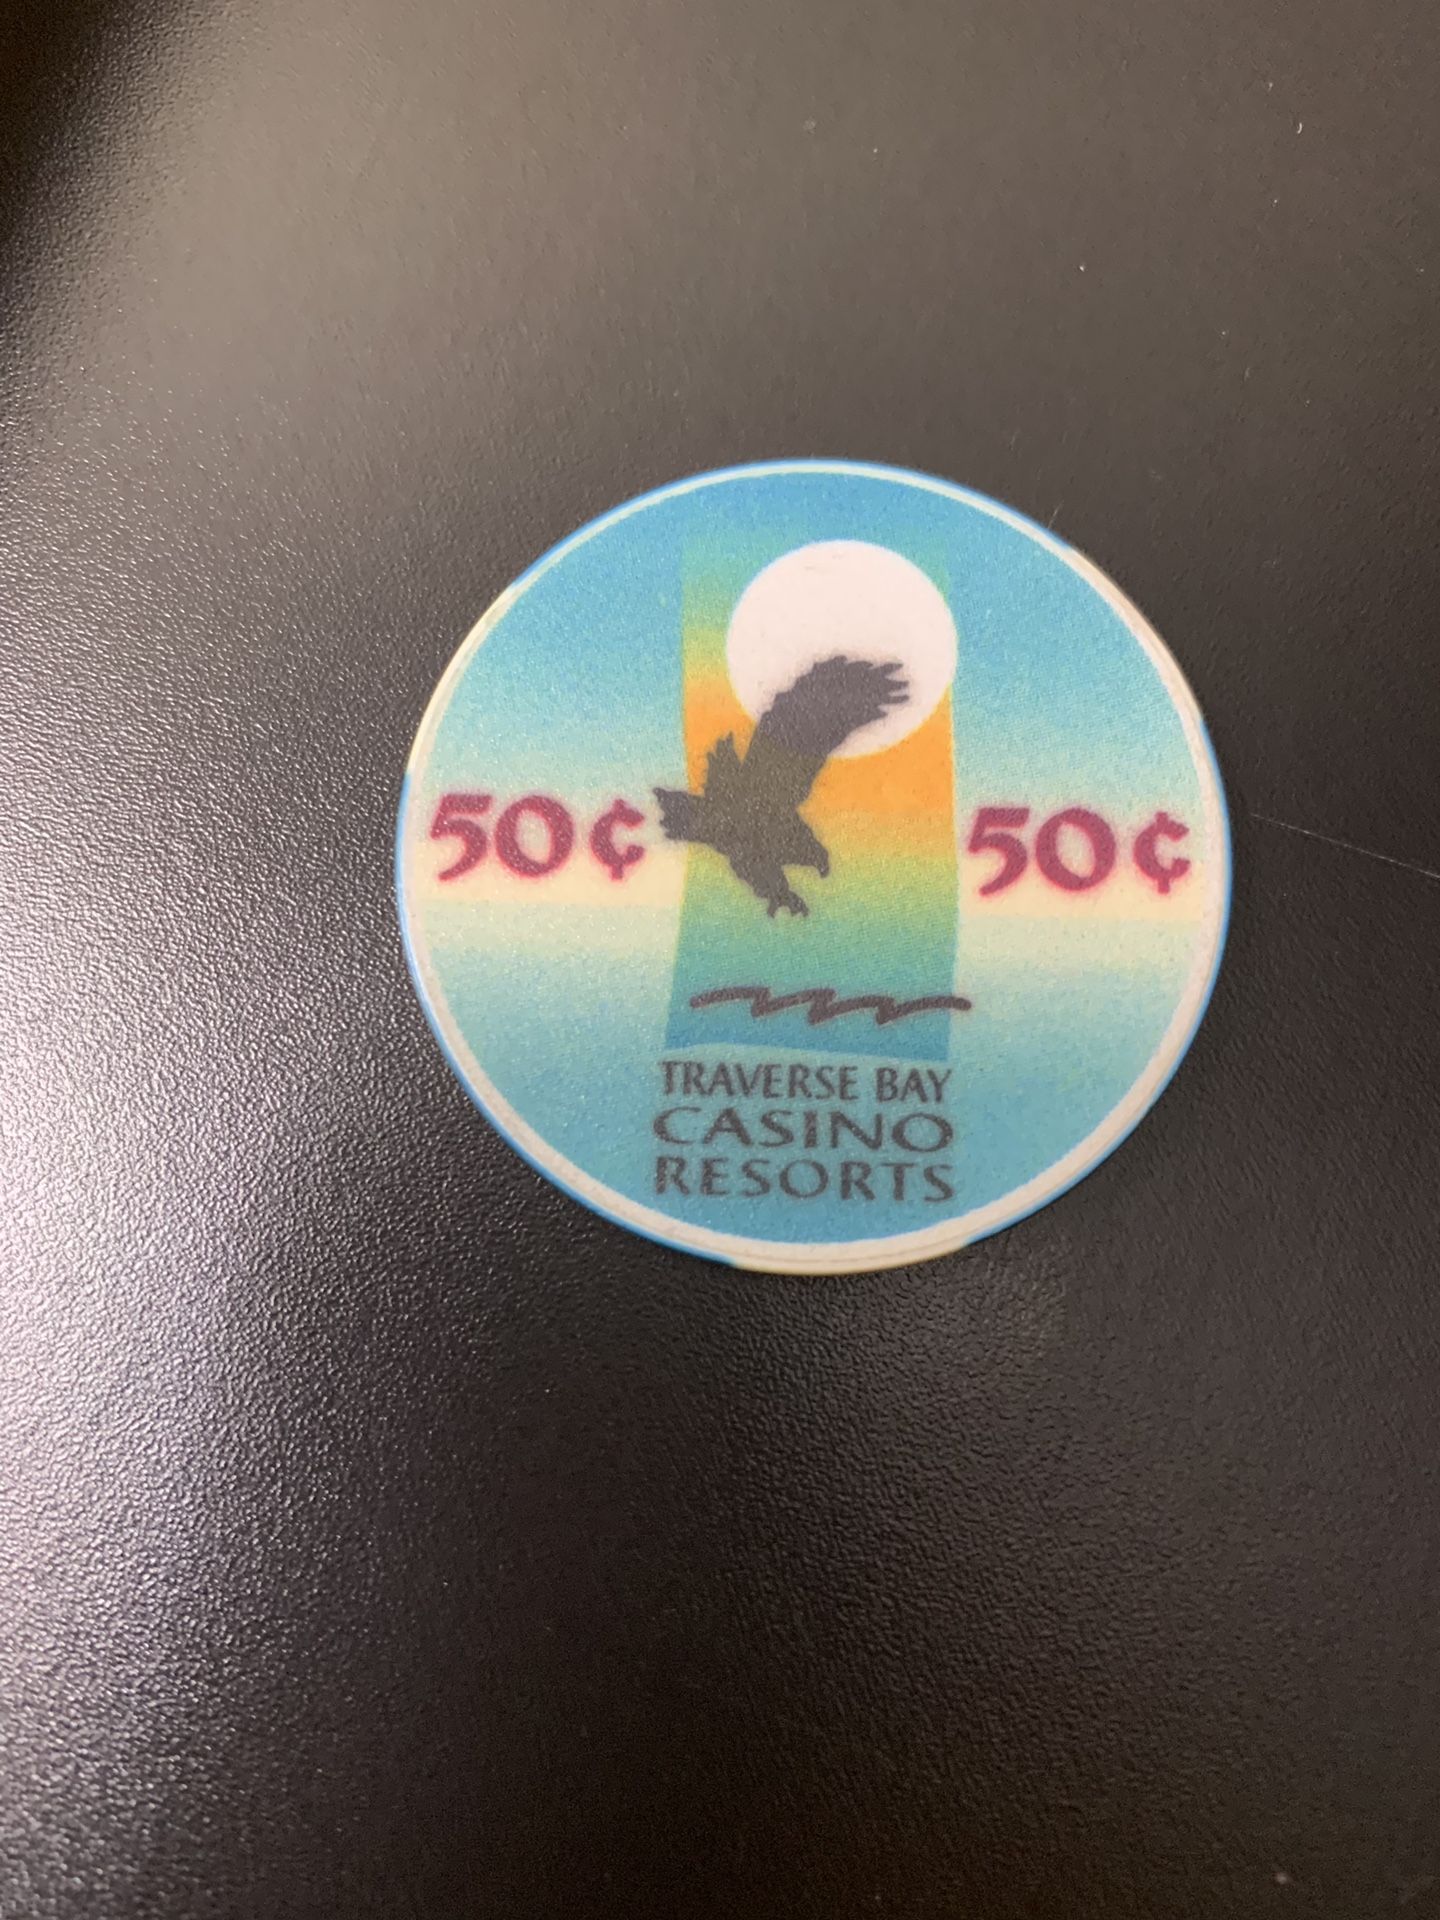 50¢ 50¢
TRAVERSE BAY
CASINO
RESORTS